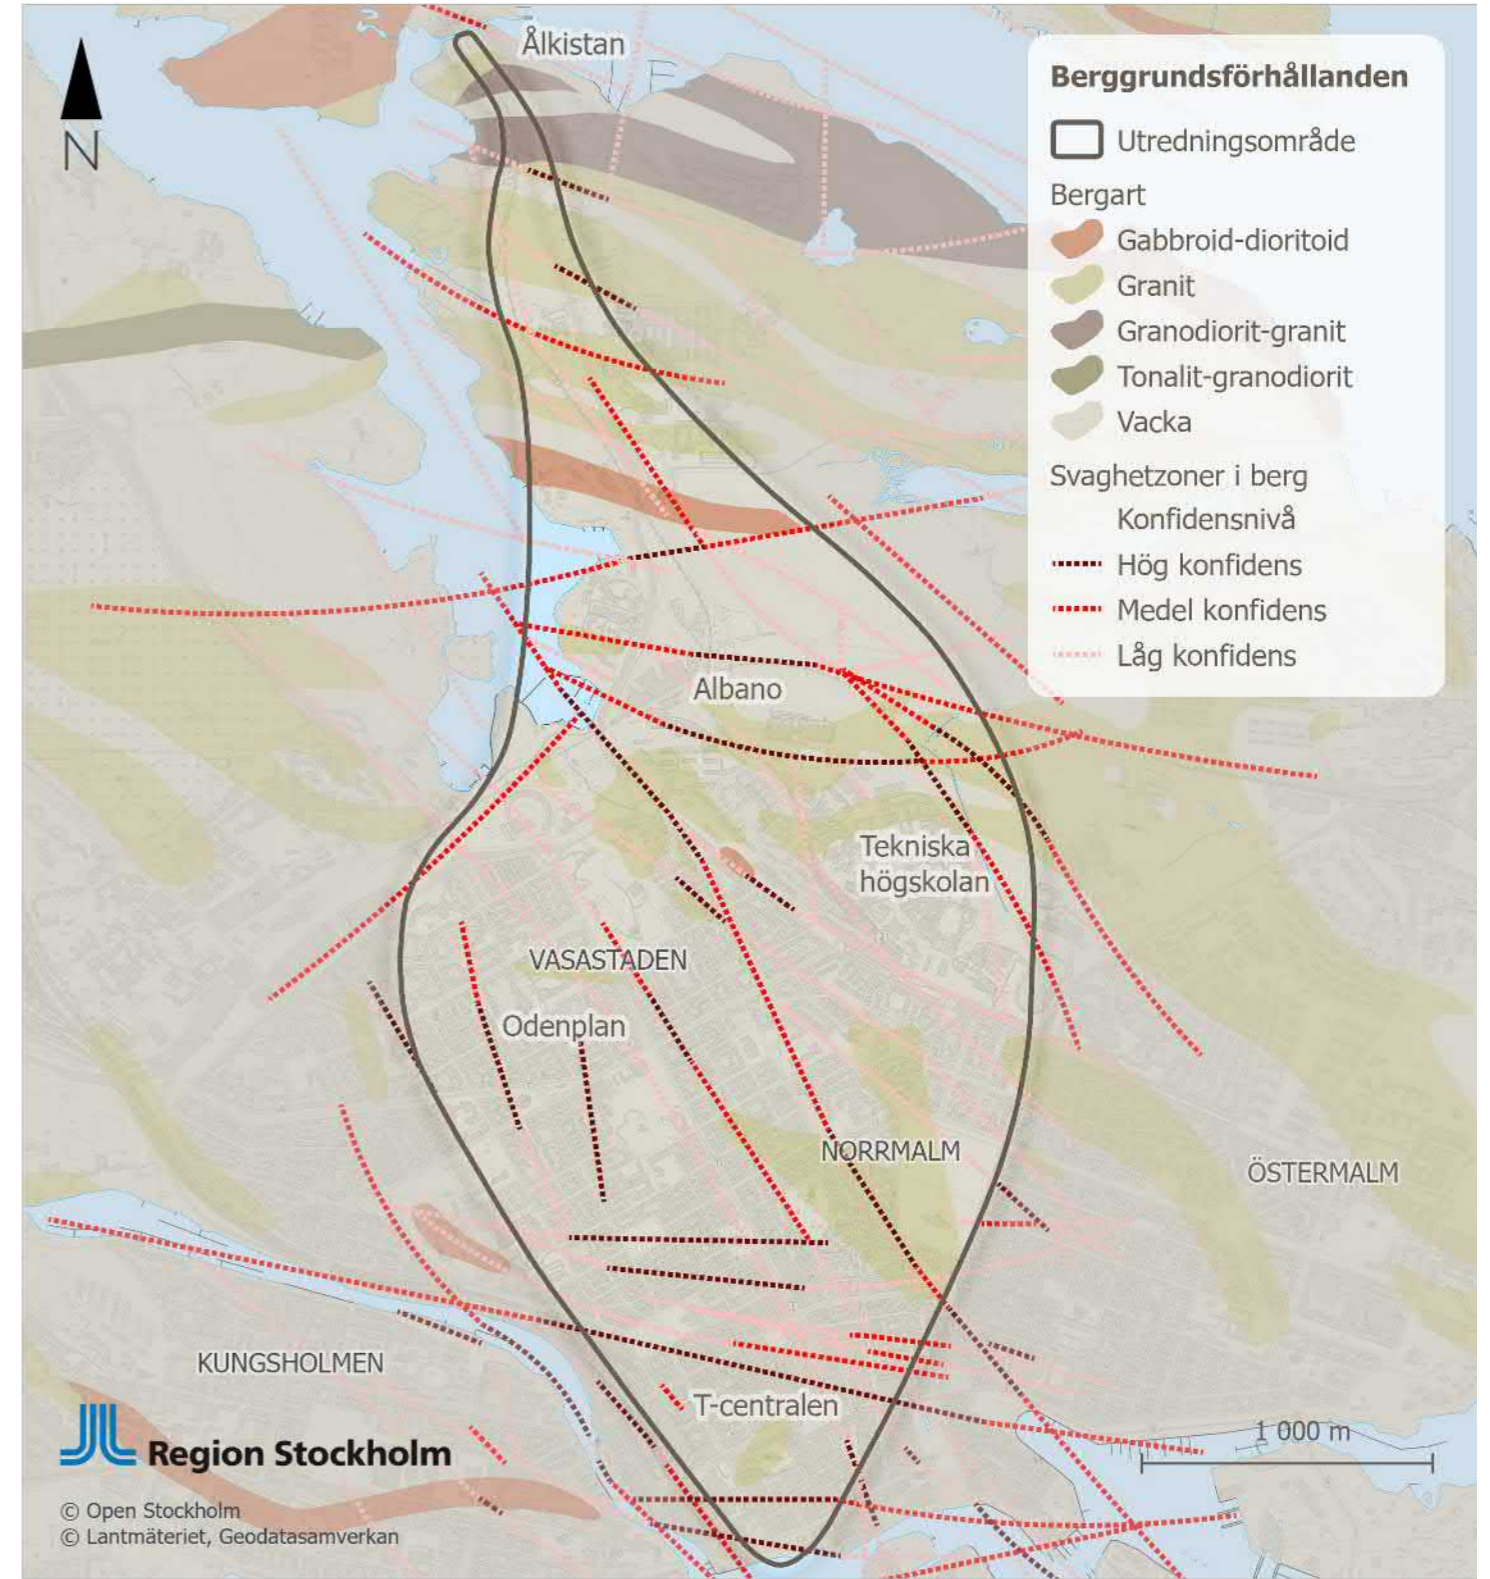 Ålkistan
N
Berggrundsförhållanden
Utredningsområde
Bergart
Gabbroid-dioritoid
Granit
Granodiorit-granit
Tonalit-granodiorit
Vacka
Svaghetzoner i berg
Konfidensnivå
Hög konfidens
Medel konfidens
Låg konfidens
Albano
Tekniska
högskolan
VASASTADEN
Odenplan
NORRMALM
ÖSTERMALM
KUNGSHOLMEN
T-centralen
1 000 m
Region Stockholm
© Open Stockholm
© Lantmäteriet, Geodatasamverkan